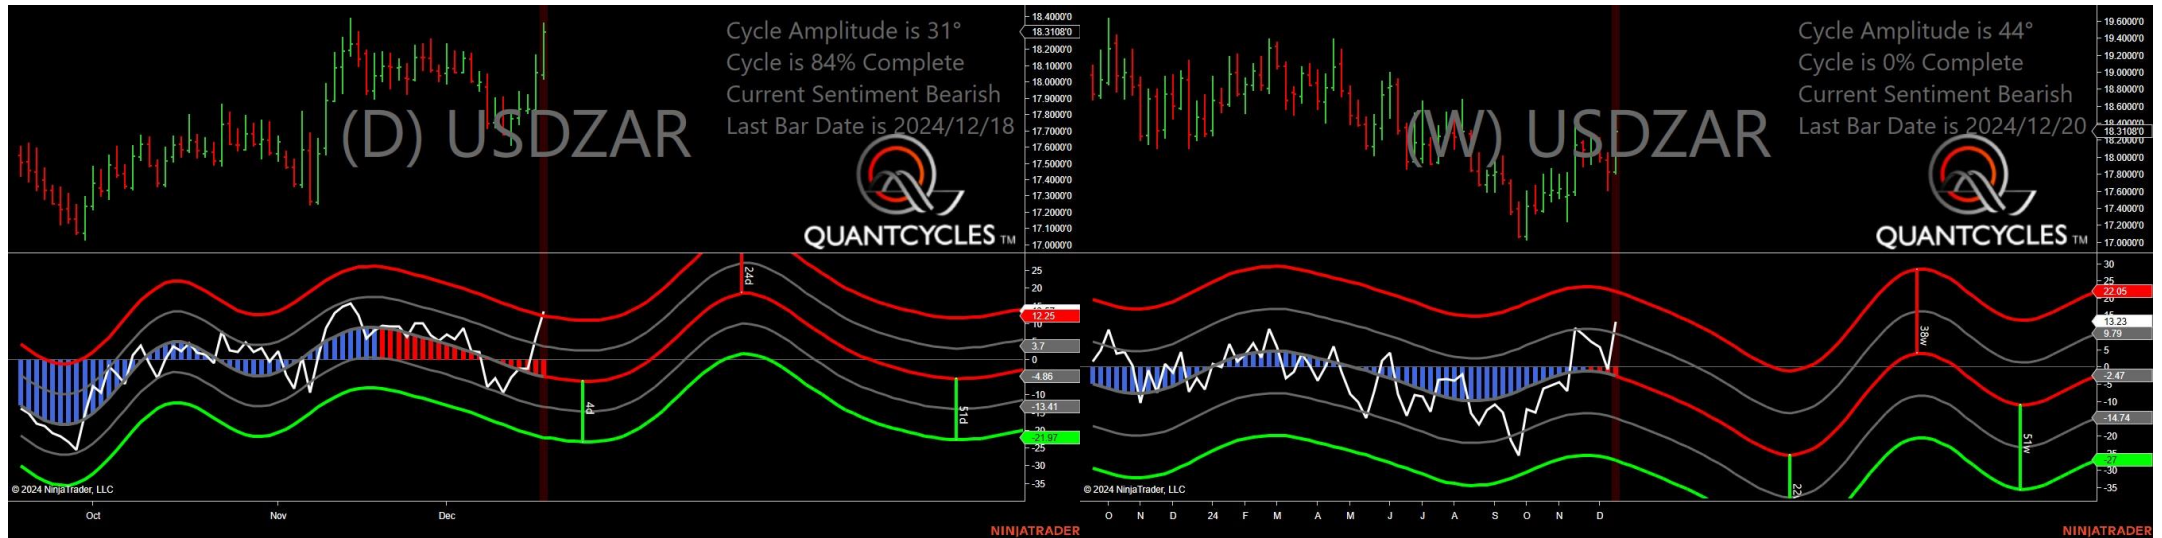 Cycle Amplitude is 31°
Cycle is 84% Complete
Current Sentiment Bearish
Last Bar Date is 2024/12/18
(D) USDZAR
QUANTCYCLES TM
18.4000'0
18.3108'0
18.2000'0
18.1000'0
18.0000'0
17.9000'0
17.8000'0
17.7000'0
17.6000'0
17.5000'0
17.4000'0
17.3000'0
17.2000'0
17.1000'0
17.0000'0
25
20
12.25
10
3.7
0
-4.86
-10
-13.41
-21.97
-25
-30
-35
24d
4d
51d
© 2024 NinjaTrader, LLC
Oct
Nov
Dec
NINJATRADER
Cycle Amplitude is 44°
Cycle is 0% Complete
Current Sentiment Bearish
Last Bar Date is 2024/12/20
(W) USDZAR
QUANTCYCLES TM
19.6000'0
19.4000'0
19.2000'0
19.0000'0
18.8000'0
18.6000'0
18.4000'0
18.3108'0
18.2000'0
18.0000'0
17.8000'0
17.6000'0
17.4000'0
17.2000'0
17.0000'0
30
22.05
20
13.23
9.79
5
0
-2.47
-5
-10
-14.74
-20
-27
-30
-35
38w
22
51w
© 2024 NinjaTrader, LLC
O N D 24 F M A M J J A S O N D
NINJATRADER